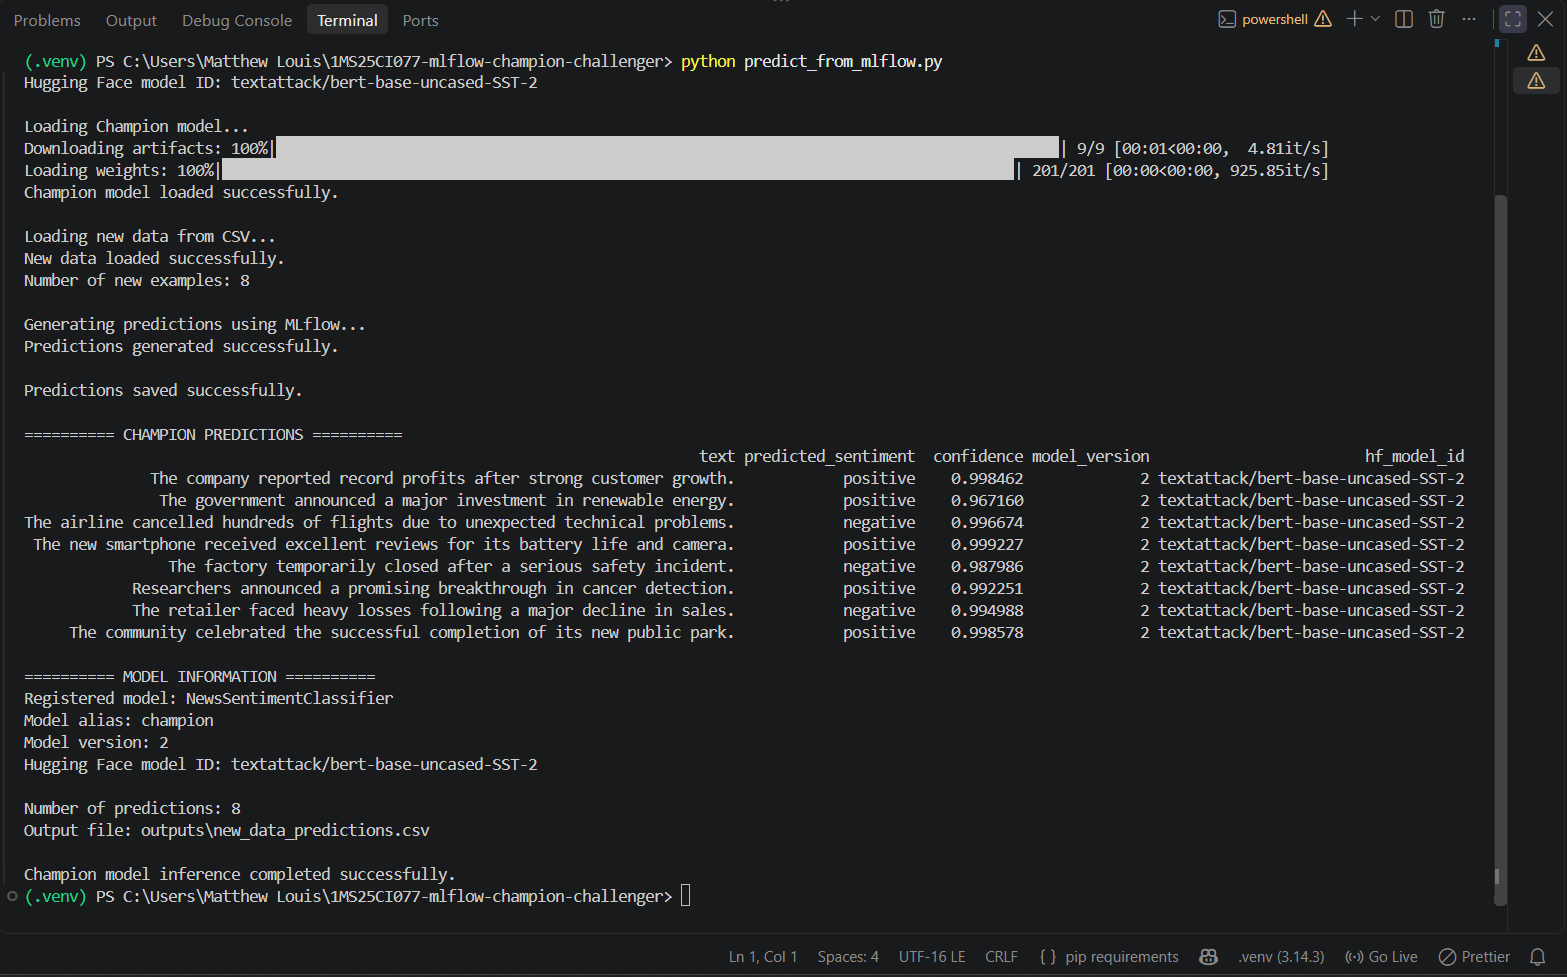 Problems Output Debug Console Terminal Ports powershell
(.venv) PS C:\Users\Matthew Louis\1MS25CI077-mlflow-champion-challenger> python predict_from_mlflow.py
Hugging Face model ID: textattack/bert-base-uncased-SST-2
Loading Champion model...
Downloading artifacts: 100%| | 9/9 [00:01<00:00, 4.81it/s]
Loading weights: 100%| | 201/201 [00:00<00:00, 925.85it/s]
Champion model loaded successfully.
Loading new data from CSV...
New data loaded successfully.
Number of new examples: 8
Generating predictions using MLflow...
Predictions generated successfully.
Predictions saved successfully.
========== CHAMPION PREDICTIONS ==========
text predicted_sentiment confidence model_version hf_model_id
The company reported record profits after strong customer growth. positive 0.998462 2 textattack/bert-base-uncased-SST-2
The government announced a major investment in renewable energy. positive 0.967160 2 textattack/bert-base-uncased-SST-2
The airline cancelled hundreds of flights due to unexpected technical problems. negative 0.996674 2 textattack/bert-base-uncased-SST-2
The new smartphone received excellent reviews for its battery life and camera. positive 0.999227 2 textattack/bert-base-uncased-SST-2
The factory temporarily closed after a serious safety incident. negative 0.987986 2 textattack/bert-base-uncased-SST-2
Researchers announced a promising breakthrough in cancer detection. positive 0.992251 2 textattack/bert-base-uncased-SST-2
The retailer faced heavy losses following a major decline in sales. negative 0.994988 2 textattack/bert-base-uncased-SST-2
The community celebrated the successful completion of its new public park. positive 0.998578 2 textattack/bert-base-uncased-SST-2
========== MODEL INFORMATION ==========
Registered model: NewsSentimentClassifier
Model alias: champion
Model version: 2
Hugging Face model ID: textattack/bert-base-uncased-SST-2
Number of predictions: 8
Output file: outputs\new_data_predictions.csv
Champion model inference completed successfully.
(.venv) PS C:\Users\Matthew Louis\1MS25CI077-mlflow-champion-challenger>
Ln 1, Col 1 Spaces: 4 UTF-16 LE CRLF { } pip requirements .venv (3.14.3) Go Live Prettier